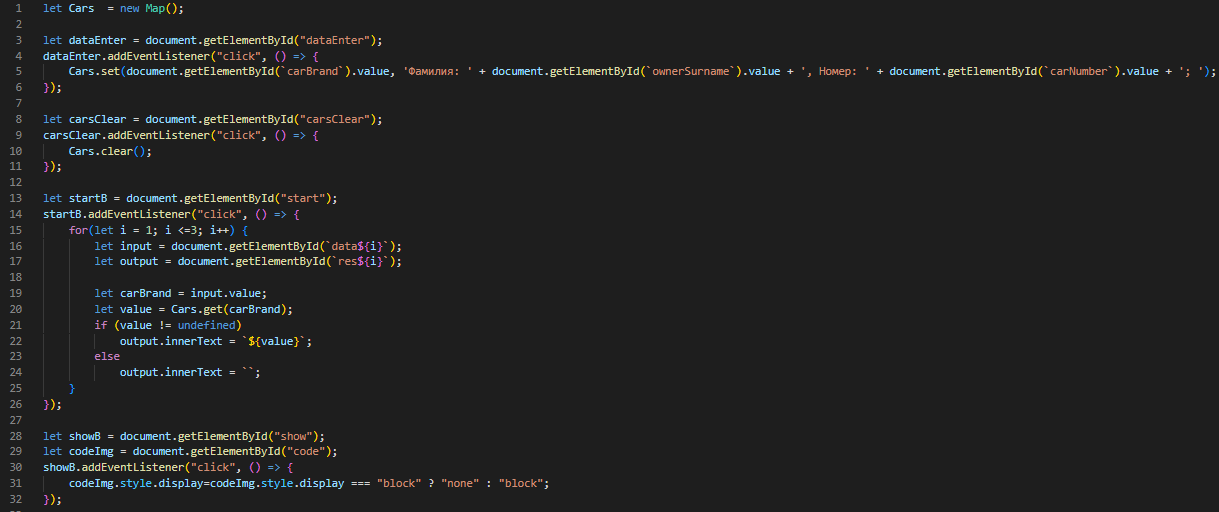 1 let Cars  = new Map();
2
3 let dataEnter = document.getElementById("dataEnter");
4 dataEnter.addEventListener("click", () => {
5     Cars.set(document.getElementById(`carBrand`).value, 'Фамилия: ' + document.getElementById(`ownerSurname`).value + ', Номер: ' + document.getElementById(`carNumber`).value + '; ');
6 });
7
8 let carsClear = document.getElementById("carsClear");
9 carsClear.addEventListener("click", () => {
10     Cars.clear();
11 });
12
13 let startB = document.getElementById("start");
14 startB.addEventListener("click", () => {
15     for(let i = 1; i <=3; i++) {
16         let input = document.getElementById(`data${i}`);
17         let output = document.getElementById(`res${i}`);
18
19         let carBrand = input.value;
20         let value = Cars.get(carBrand);
21         if (value != undefined)
22             output.innerText = `${value}`;
23         else
24             output.innerText = ``;
25     }
26 });
27
28 let showB = document.getElementById("show");
29 let codeImg = document.getElementById("code");
30 showB.addEventListener("click", () => {
31     codeImg.style.display=codeImg.style.display === "block" ? "none" : "block";
32 });